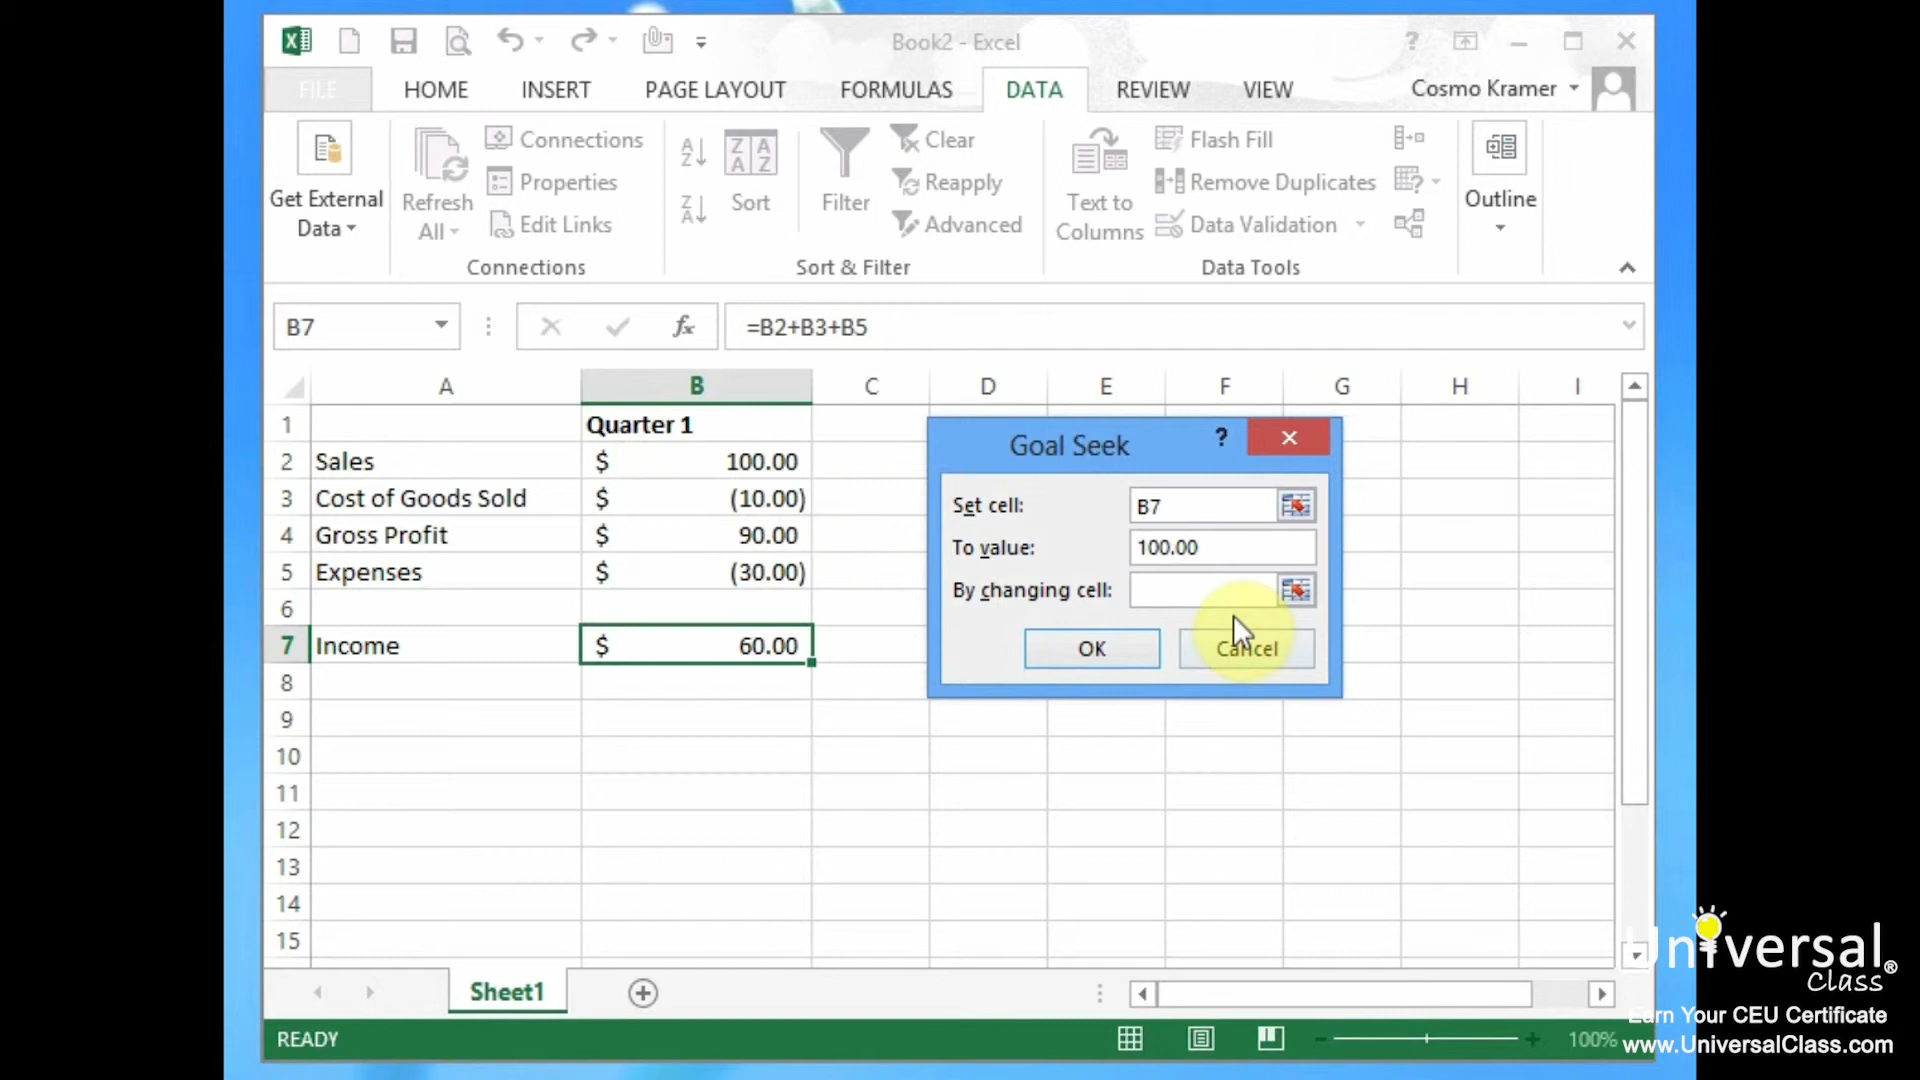 Book2 - Excel
?
FILE HOME INSERT PAGE LAYOUT FORMULAS DATA REVIEW VIEW Cosmo Kramer
Get External Data
Refresh All
Connections
Properties
Edit Links
Connections
A Z
Z A
Z A A Z
Sort
Filter
Clear
Reapply
Advanced
Sort & Filter
Text to Columns
Flash Fill
Remove Duplicates
Data Validation
Data Tools
Outline
B7 fx =B2+B3+B5
A B C D E F G H I
1 Quarter 1
2 Sales $ 100.00
3 Cost of Goods Sold $ (10.00)
4 Gross Profit $ 90.00
5 Expenses $ (30.00)
6
7 Income $ 60.00
8
9
10
11
12
13
14
15
Goal Seek ?
Set cell: B7
To value: 100.00
By changing cell:
OK Cancel
Sheet1
READY 100%
Universal®
Class
Earn Your CEU Certificate
www.UniversalClass.com